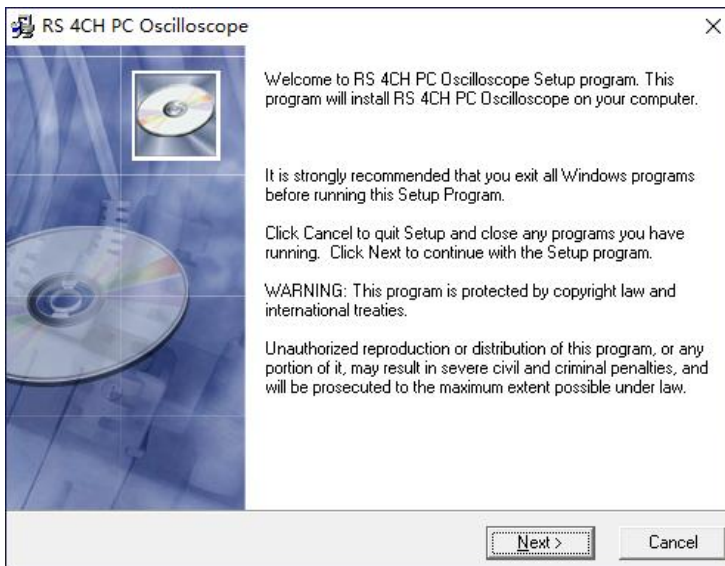 RS 4CH PC Oscilloscope
Welcome to RS 4CH PC Oscilloscope Setup program. This
program will install RS 4CH PC Oscilloscope on your computer.
It is strongly recommended that you exit all Windows programs
before running this Setup Program.
Click Cancel to quit Setup and close any programs you have
running. Click Next to continue with the Setup program.
WARNING: This program is protected by copyright law and
international treaties.
Unauthorized reproduction or distribution of this program, or any
portion of it, may result in severe civil and criminal penalties, and
will be prosecuted to the maximum extent possible under law.
Next >
Cancel